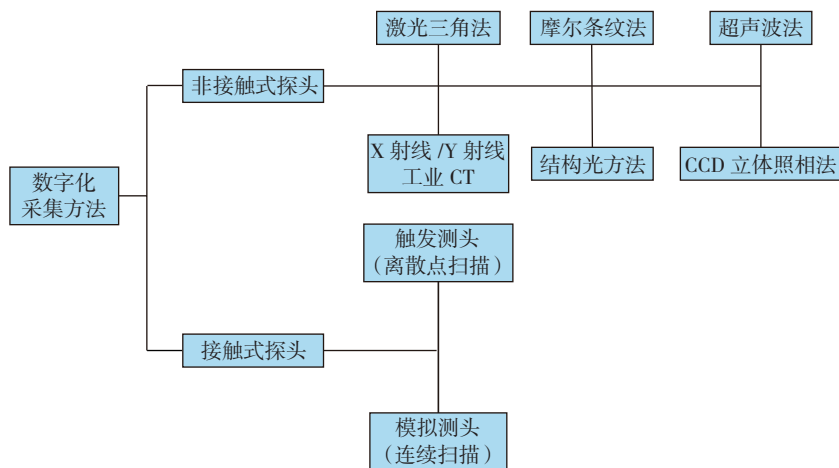 激光三角法
摩尔条纹法
超声波法
非接触式探头
X 射线 /Y 射线
工业 CT
结构光方法
CCD 立体照相法
数字化
采集方法
触发测头
（离散点扫描）
接触式探头
模拟测头
（连续扫描）